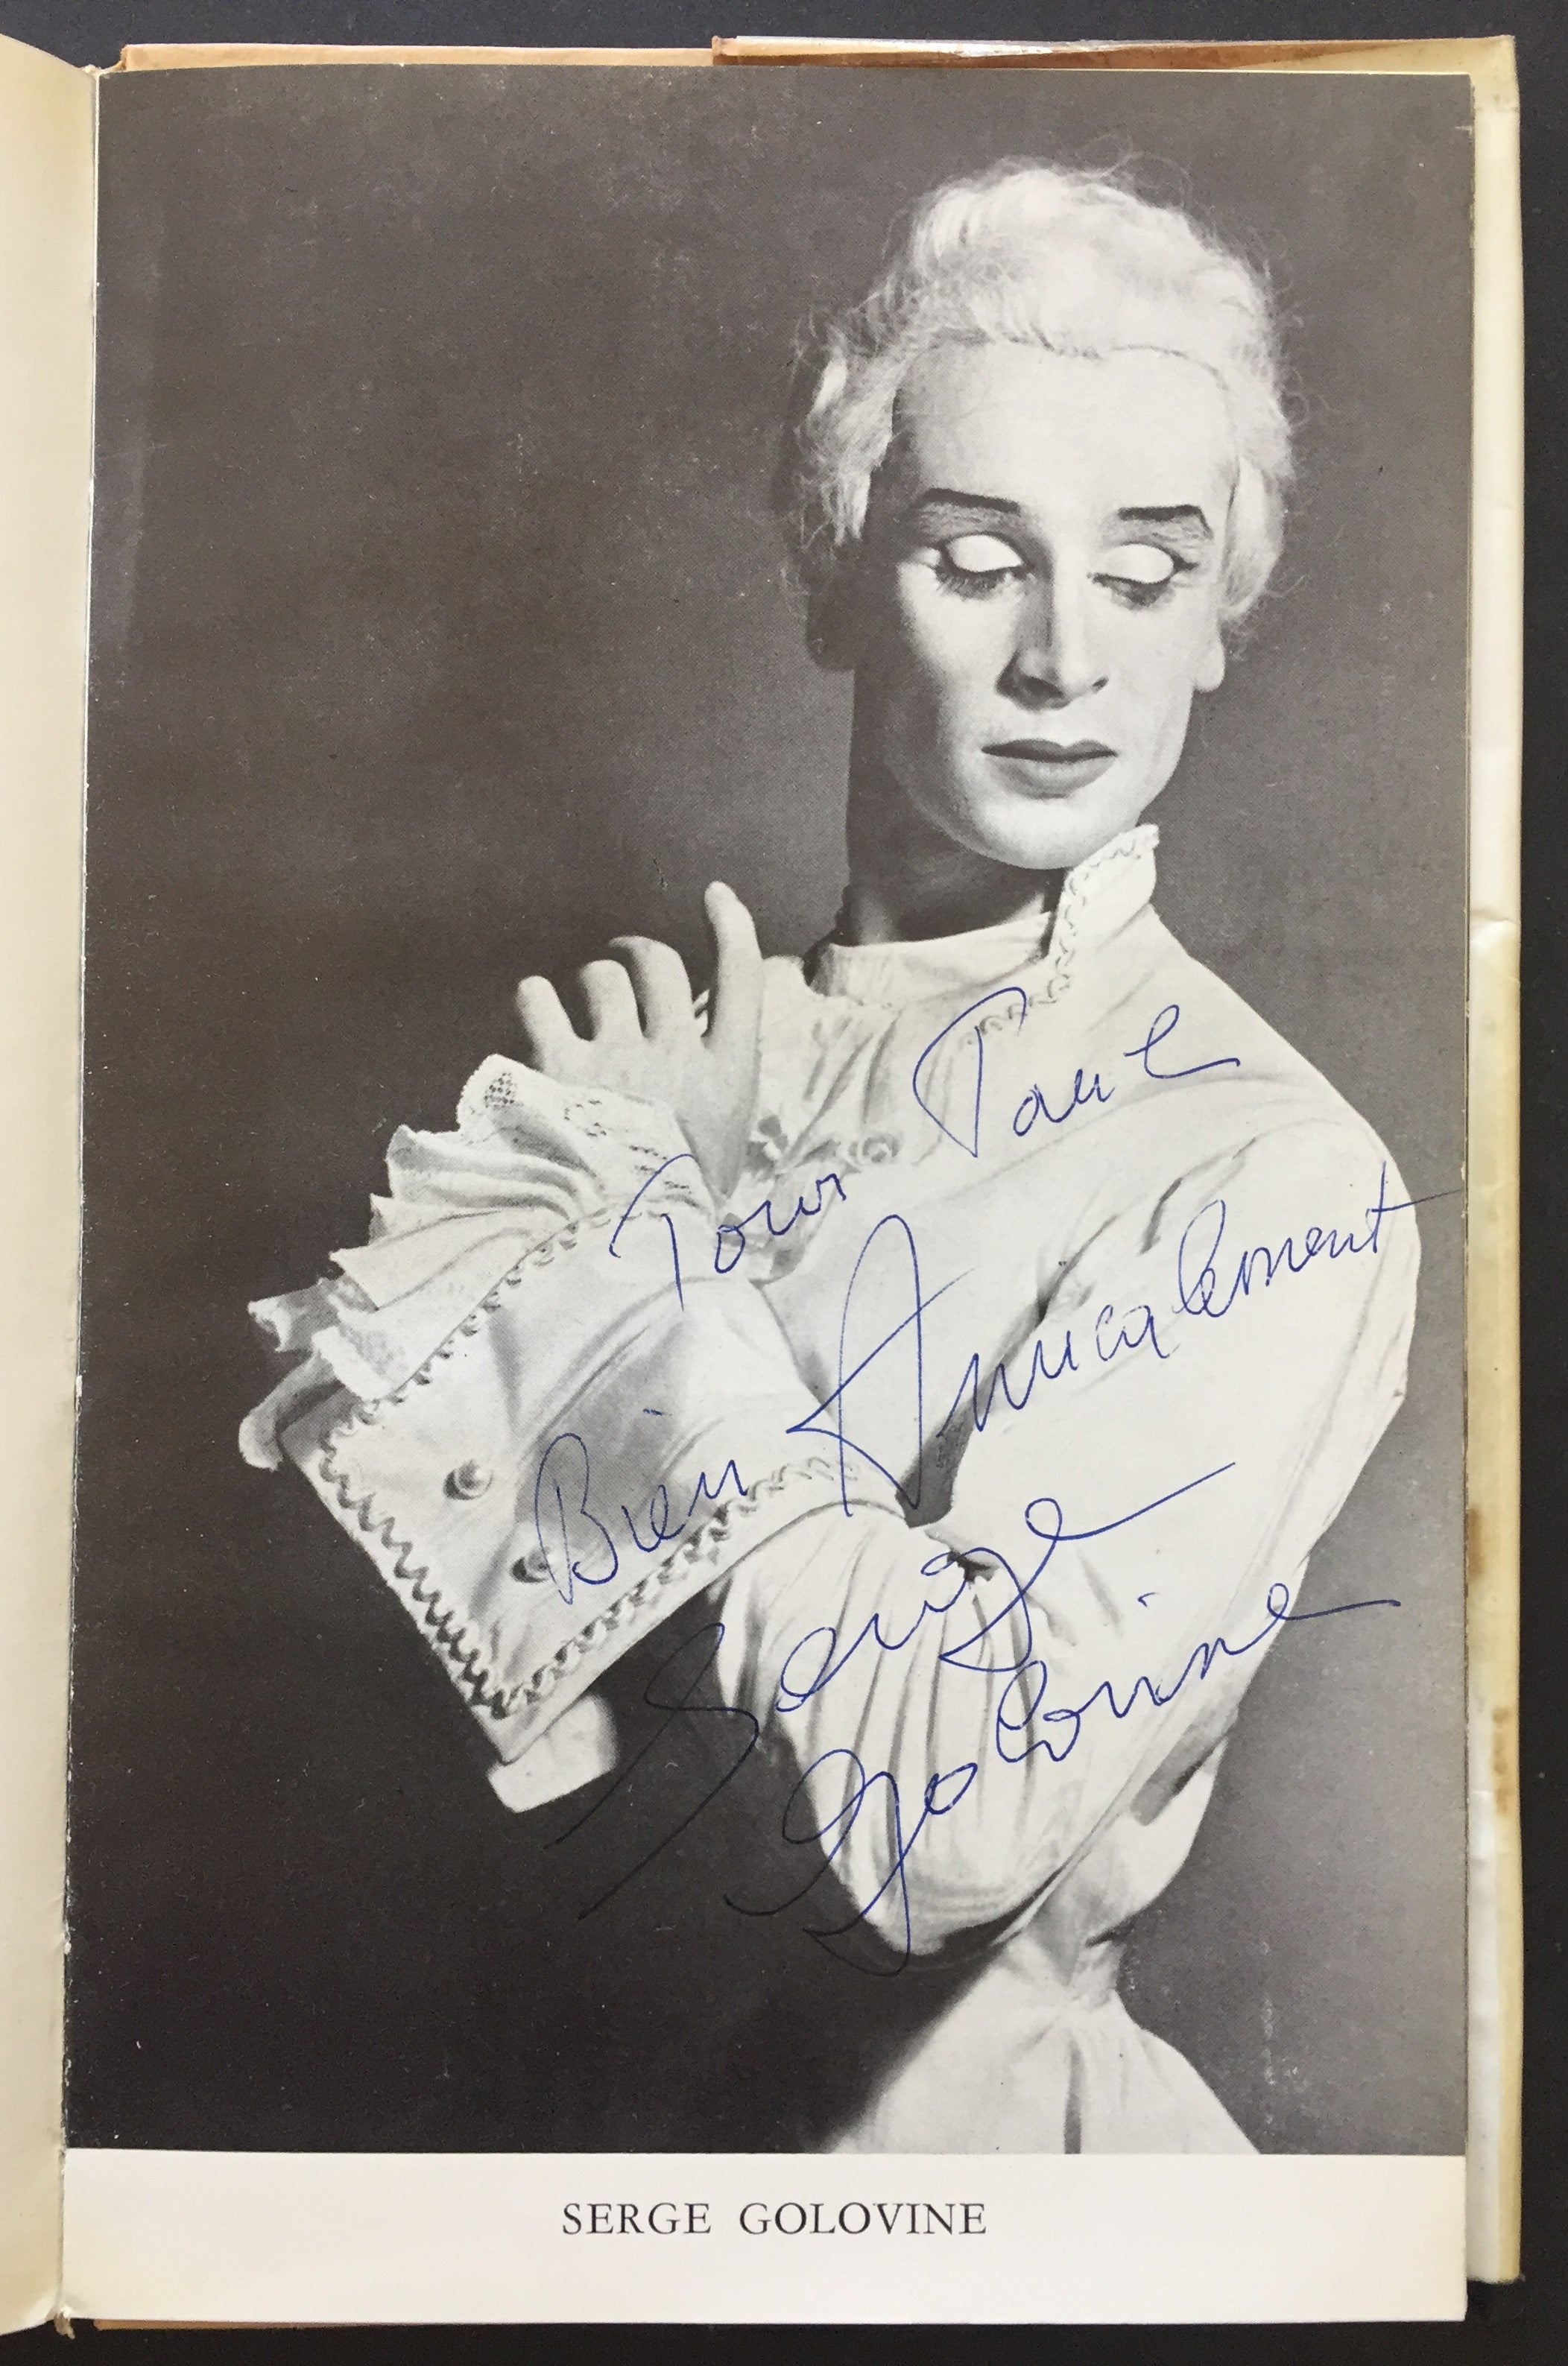 Pour Paul
Bien Amicalement
Serge
Golovine
SERGE GOLOVINE